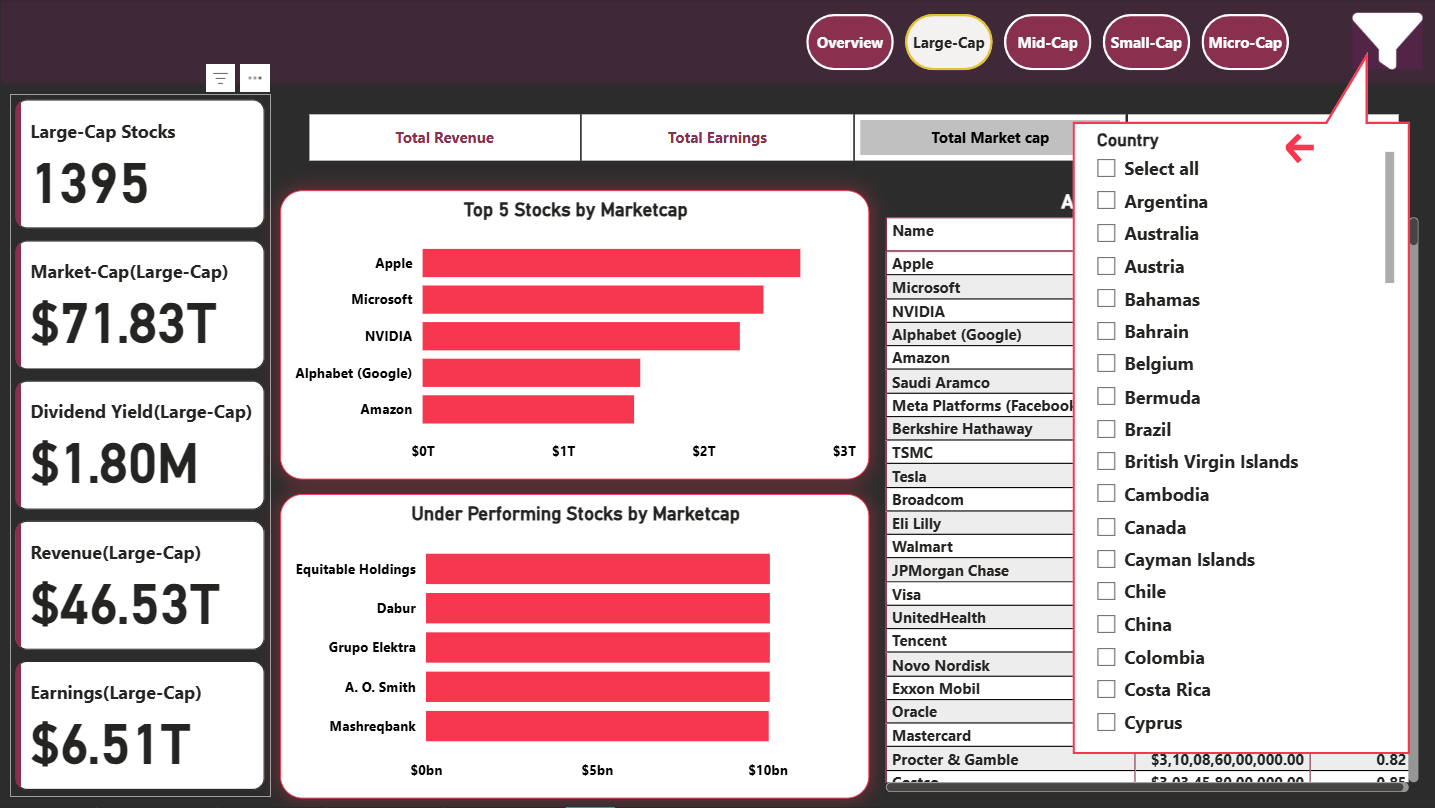 Overview
Large-Cap
Mid-Cap
Small-Cap
Micro-Cap
Large-Cap Stocks
1395
Market-Cap(Large-Cap)
$71.83T
Dividend Yield(Large-Cap)
$1.80M
Revenue(Large-Cap)
$46.53T
Earnings(Large-Cap)
$6.51T
Total Revenue
Total Earnings
Total Market cap
Top 5 Stocks by Marketcap
Apple
Microsoft
NVIDIA
Alphabet (Google)
Amazon
$0T $1T $2T $3T
Under Performing Stocks by Marketcap
Equitable Holdings
Dabur
Grupo Elektra
A. O. Smith
Mashreqbank
$0bn $5bn $10bn
A
Name
Apple
Microsoft
NVIDIA
Alphabet (Google)
Amazon
Saudi Aramco
Meta Platforms (Facebook
Berkshire Hathaway
TSMC
Tesla
Broadcom
Eli Lilly
Walmart
JPMorgan Chase
Visa
UnitedHealth
Tencent
Novo Nordisk
Exxon Mobil
Oracle
Mastercard
Procter & Gamble $3,10,08,60,00,000.00 0.82
Costco $3,03,45,80,00,000.00 0.85
Country
Select all
Argentina
Australia
Austria
Bahamas
Bahrain
Belgium
Bermuda
Brazil
British Virgin Islands
Cambodia
Canada
Cayman Islands
Chile
China
Colombia
Costa Rica
Cyprus